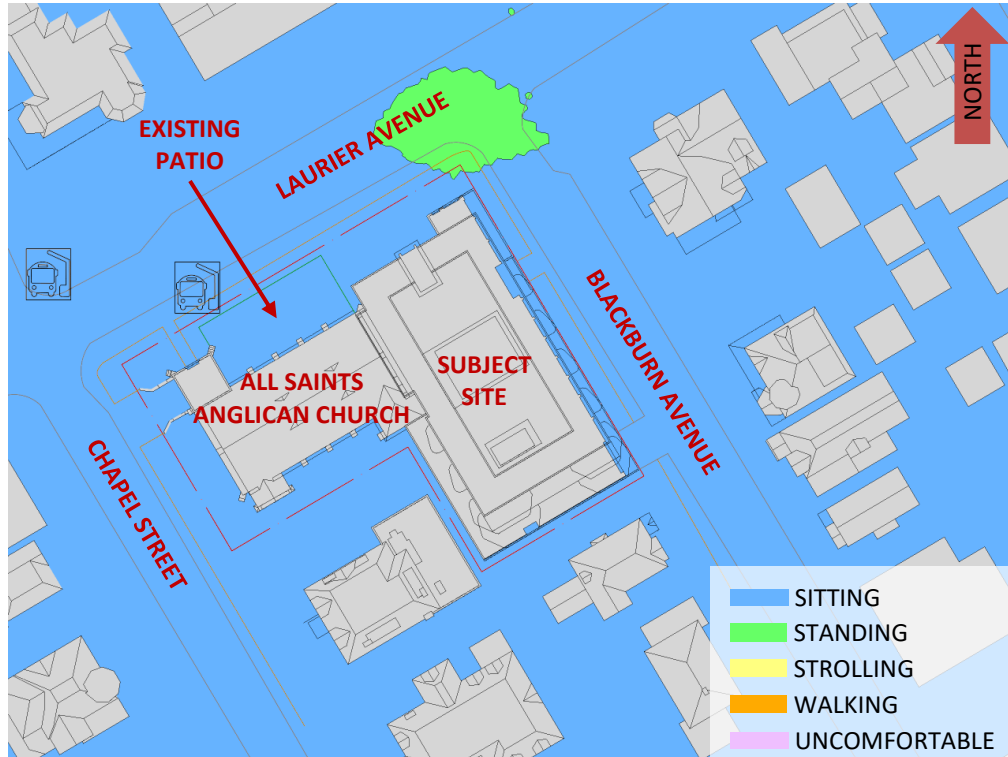 NORTH
EXISTING
PATIO
LAURIER AVENUE
BLACKBURN AVENUE
SUBJECT
SITE
ALL SAINTS
ANGLICAN CHURCH
CHAPEL STREET
SITTING
STANDING
STROLLING
WALKING
UNCOMFORTABLE